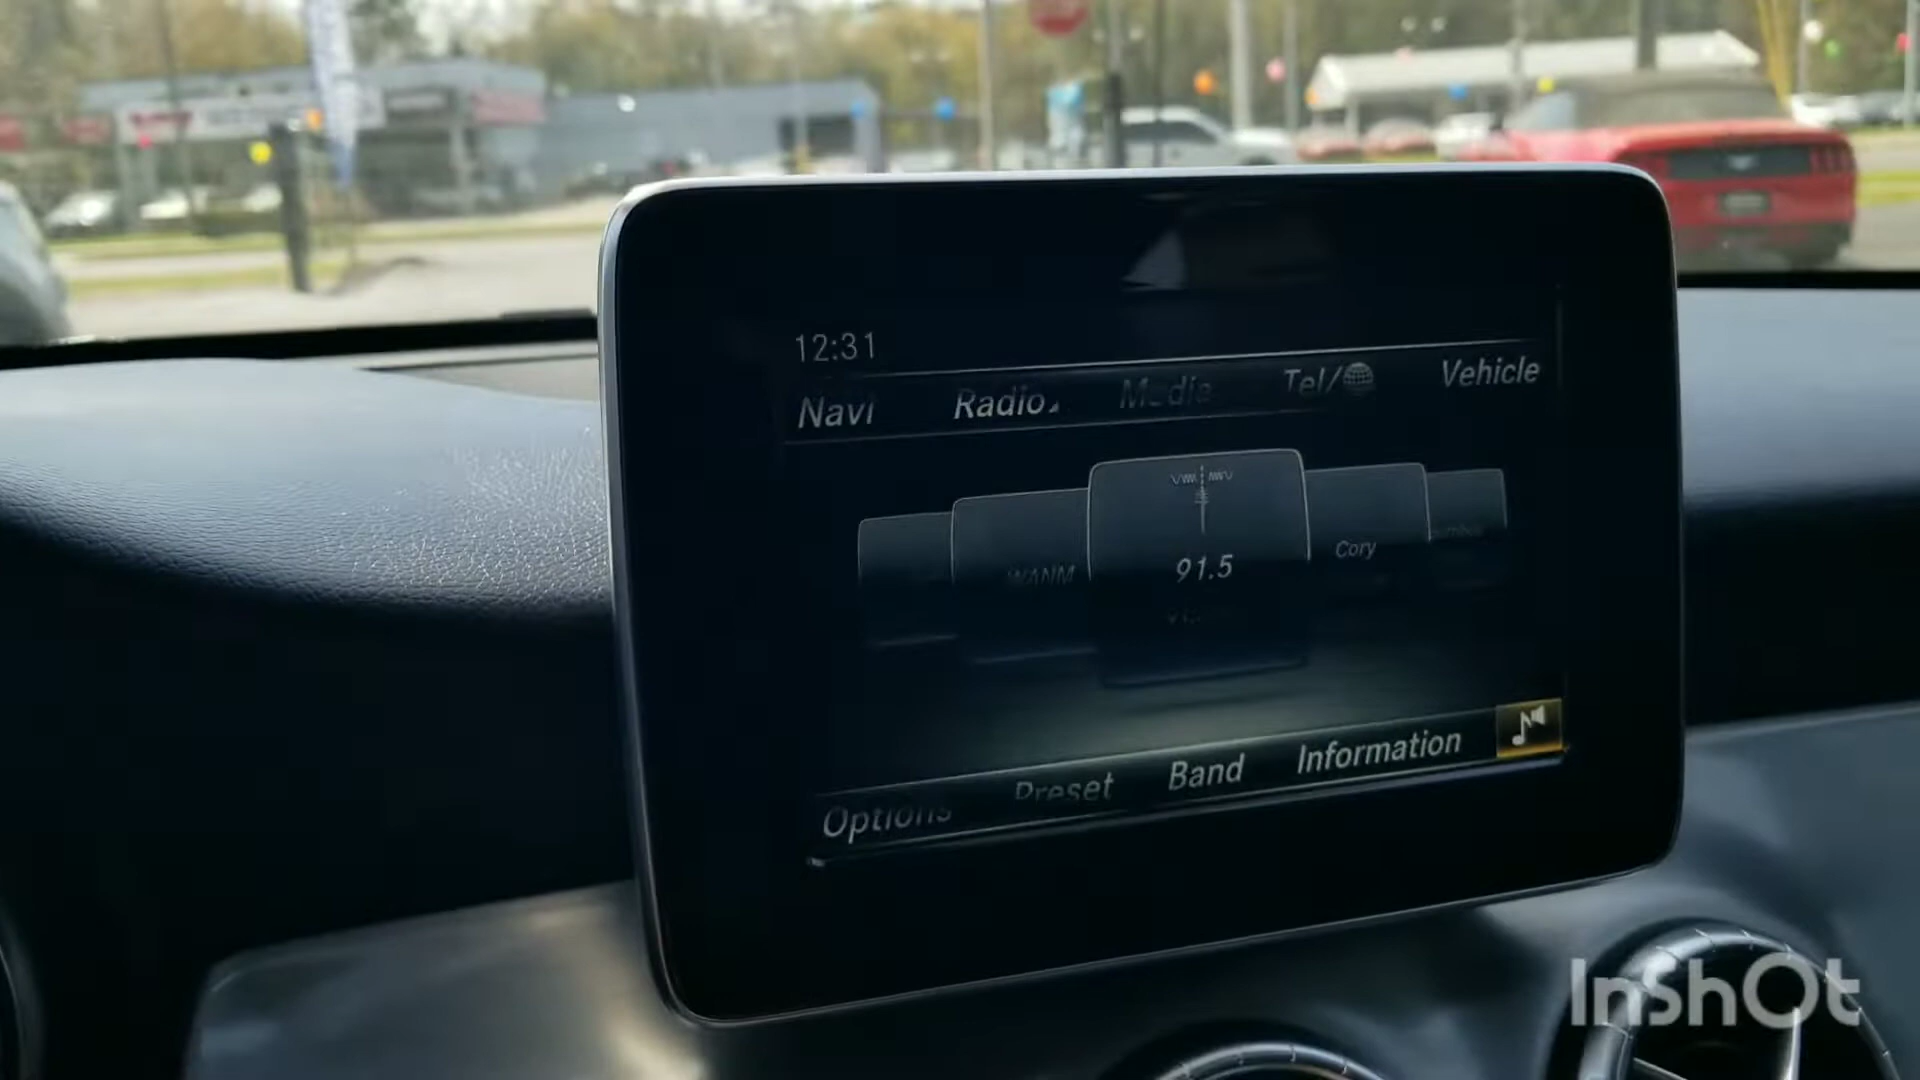 12:31
Navi Radio Media Tel/ Vehicle
WANM 91.5 Cory
Options Preset Band Information
InShOt